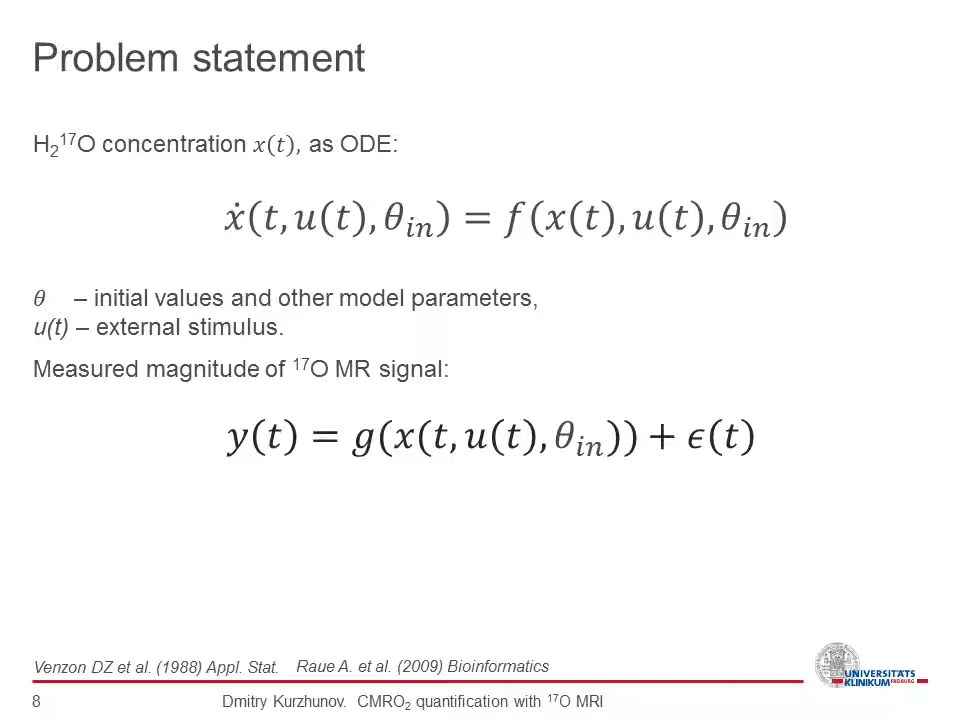 Problem statement
H₂¹⁷O concentration x(t), as ODE:
ẋ(t, u(t), θ_in) = f(x(t), u(t), θ_in)
θ – initial values and other model parameters,
u(t) – external stimulus.
Measured magnitude of ¹⁷O MR signal:
y(t) = g(x(t, u(t), θ_in)) + ϵ(t)
Venzon DZ et al. (1988) Appl. Stat. Raue A. et al. (2009) Bioinformatics
UNIVERSITÄTS
KLINIKUM FREIBURG
8 Dmitry Kurzhunov. CMRO₂ quantification with ¹⁷O MRI